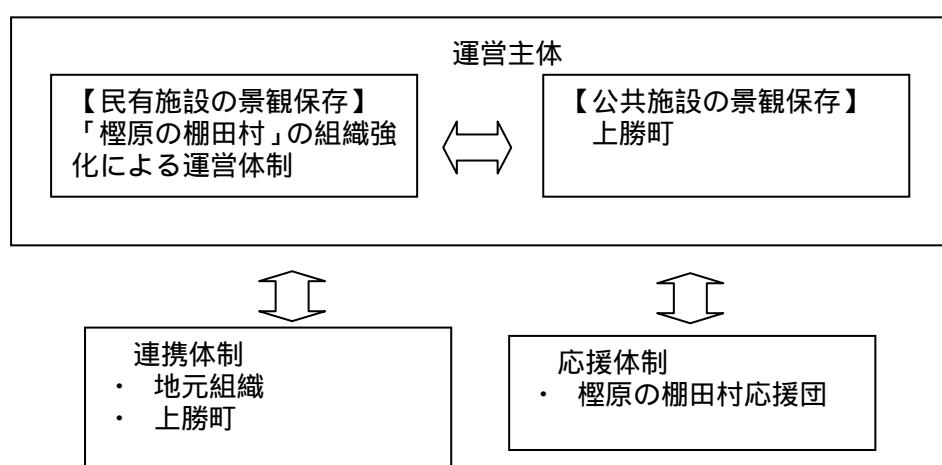 運営主体
【民有施設の景観保存】
「樫原の棚田村」の組織強
化による運営体制
【公共施設の景観保存】
上勝町
連携体制
・ 地元組織
・ 上勝町
応援体制
・ 樫原の棚田村応援団